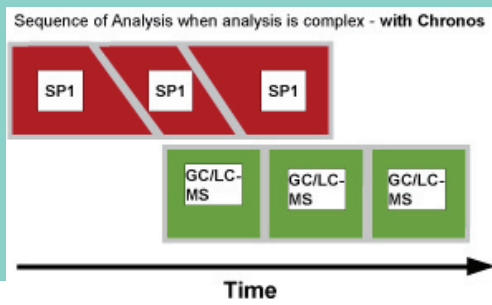 Sequence of Analysis when analysis is complex - with Chronos
SP1
SP1
SP1
GC/LC-
MS
GC/LC-
MS
GC/LC-
MS
Time